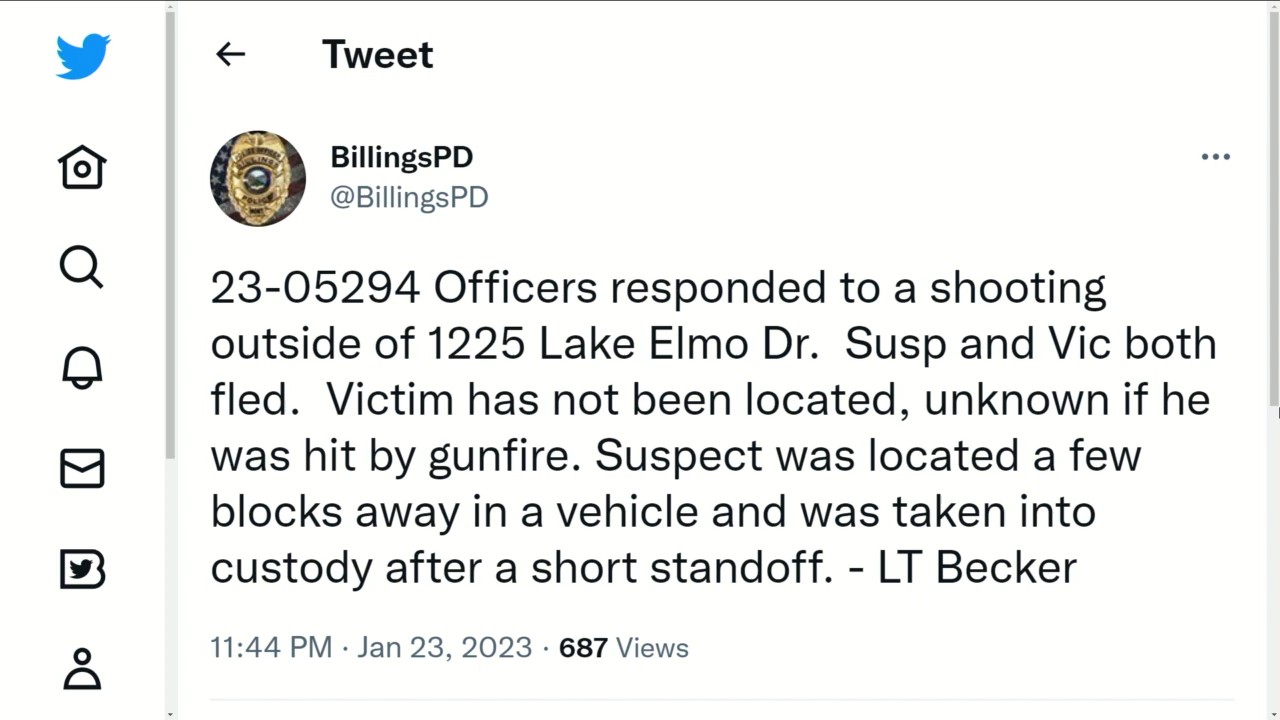 Tweet
BillingsPD
@BillingsPD
23-05294 Officers responded to a shooting
outside of 1225 Lake Elmo Dr.  Susp and Vic both
fled.  Victim has not been located, unknown if he
was hit by gunfire. Suspect was located a few
blocks away in a vehicle and was taken into
custody after a short standoff. - LT Becker
11:44 PM · Jan 23, 2023 · 687 Views